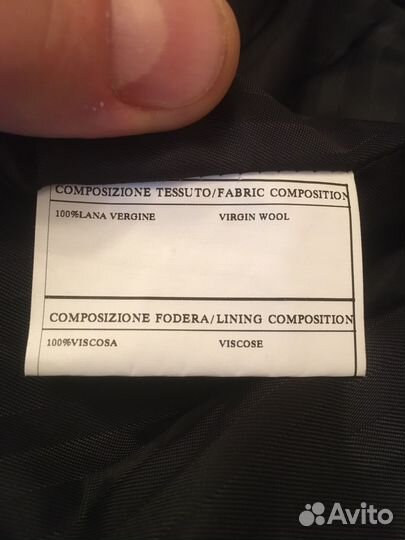 COMPOSIZIONE TESSUTO/FABRIC COMPOSITION
100%LANA VERGINE VIRGIN WOOL
COMPOSIZIONE FODERA/LINING COMPOSITION
100%VISCOSA VISCOSE
Avito